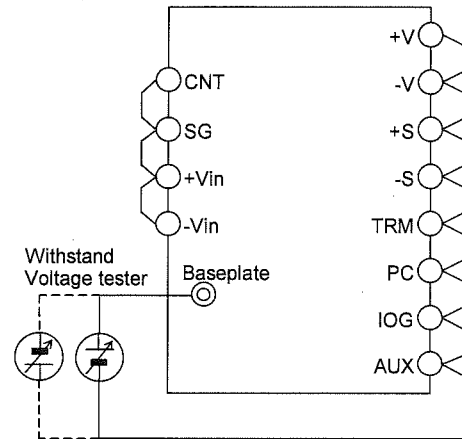 +V
CNT
-V
SG
+S
+Vin
-S
-Vin
TRM
Withstand
Voltage tester
Baseplate
PC
IOG
AUX